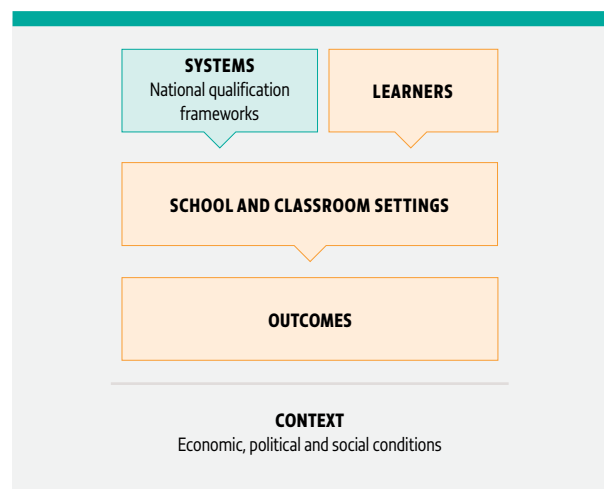 SYSTEMS
National qualification
frameworks
LEARNERS
SCHOOL AND CLASSROOM SETTINGS
OUTCOMES
CONTEXT
Economic, political and social conditions